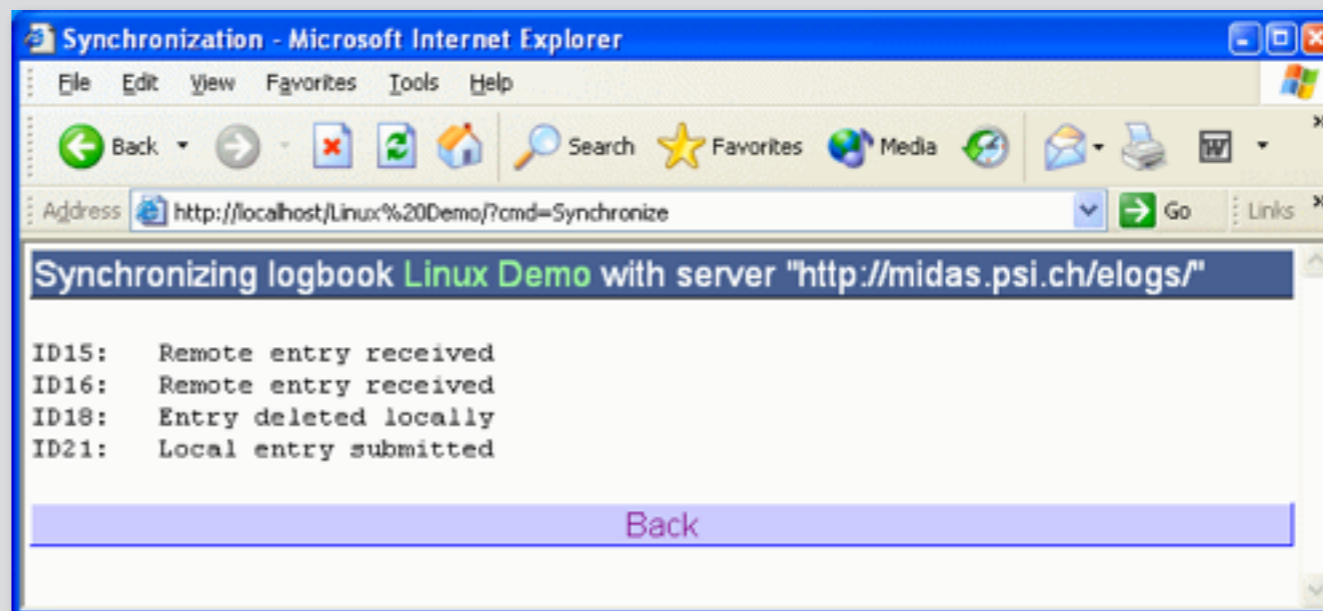 Synchronization - Microsoft Internet Explorer
File Edit View Favorites Tools Help
Back Search Favorites Media W »
Address http://localhost/Linux%20Demo/?cmd=Synchronize Go Links »
Synchronizing logbook Linux Demo with server "http://midas.psi.ch/elogs/"
ID15: Remote entry received
ID16: Remote entry received
ID18: Entry deleted locally
ID21: Local entry submitted
Back